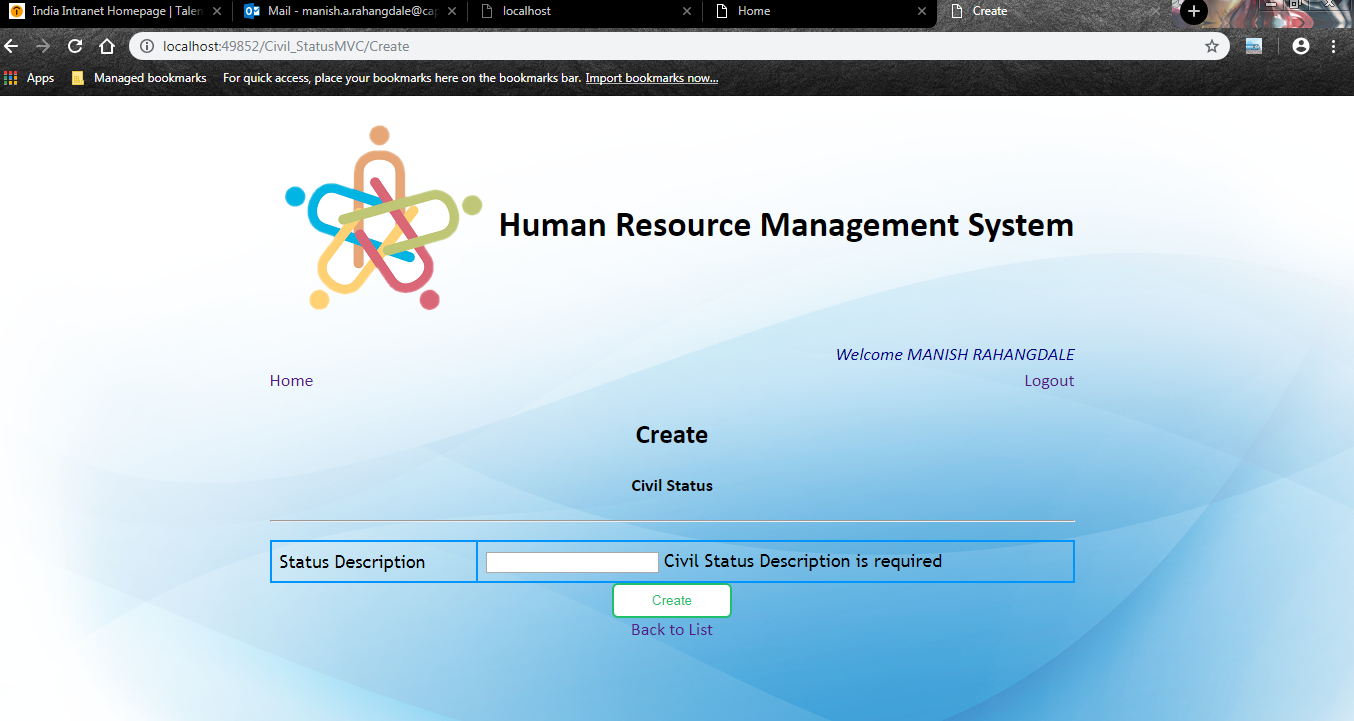 India Intranet Homepage | Talen
Mail - manish.a.rahangdale@cap
localhost
Home
Create
localhost:49852/Civil_StatusMVC/Create
Apps
Managed bookmarks
For quick access, place your bookmarks here on the bookmarks bar. Import bookmarks now...
Human Resource Management System
Welcome MANISH RAHANGDALE
Home
Logout
Create
Civil Status
Status Description
Civil Status Description is required
Create
Back to List